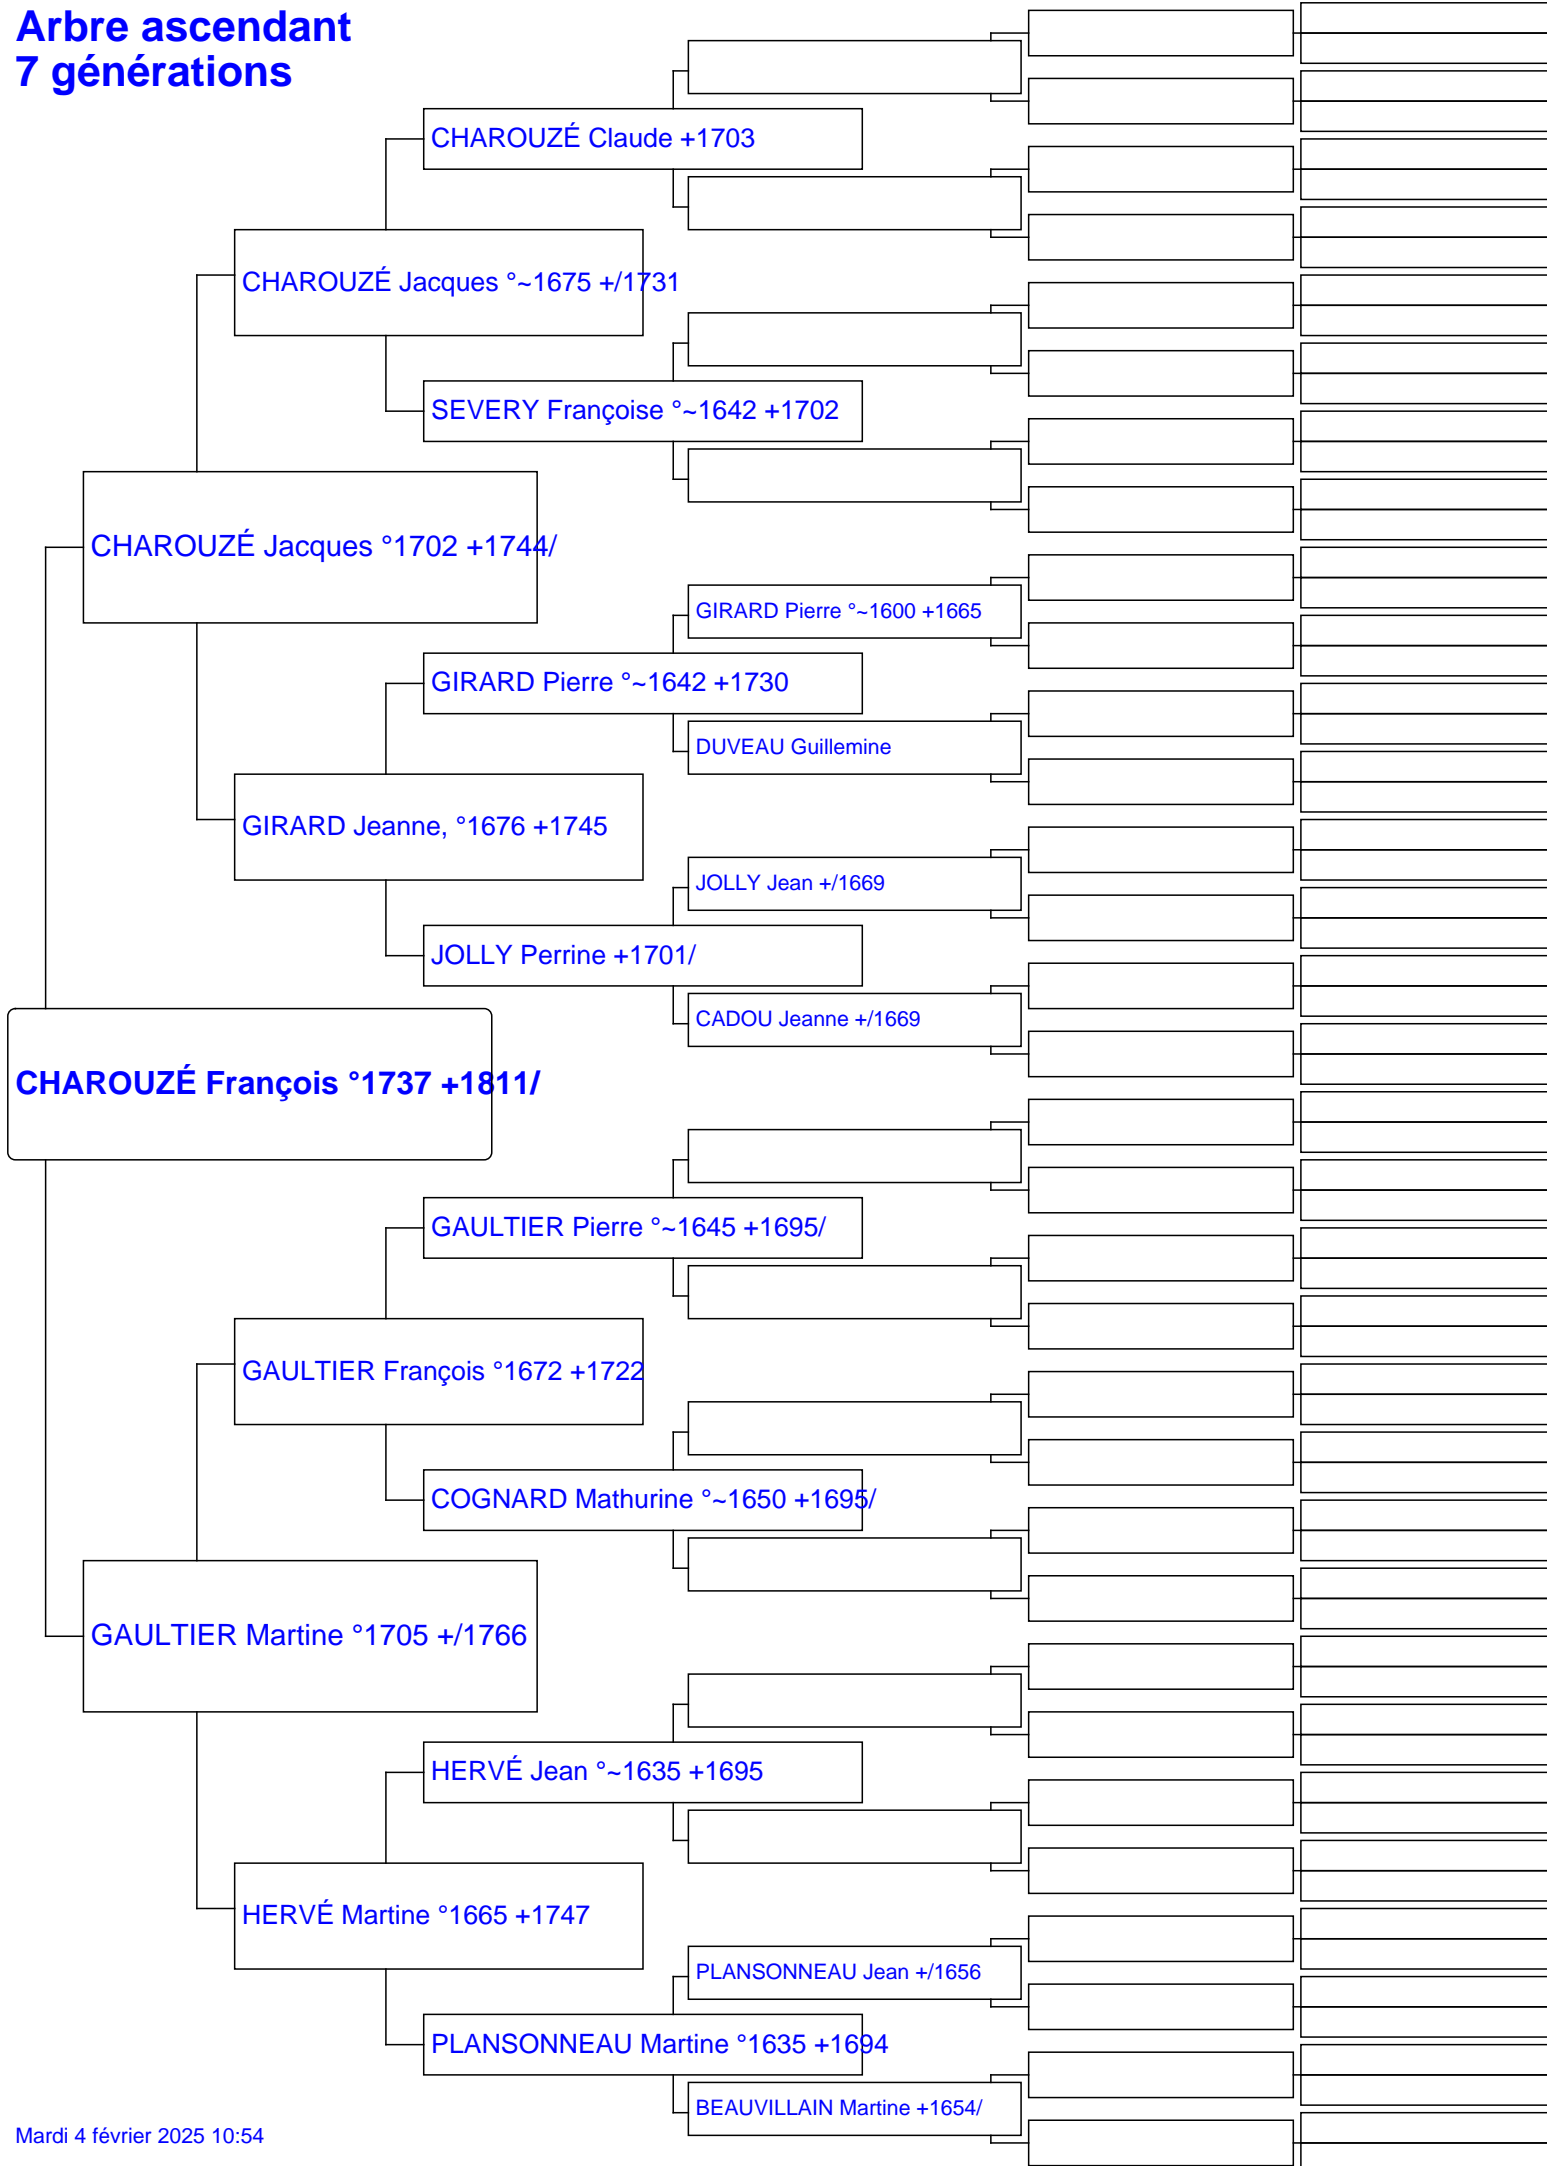 Arbre ascendant
7 générations
CHAROUZÉ Claude +1703
CHAROUZÉ Jacques °~1675 +/1731
SEVERY Françoise °~1642 +1702
CHAROUZÉ Jacques °1702 +1744/
GIRARD Pierre °~1600 +1665
GIRARD Pierre °~1642 +1730
DUVEAU Guillemine
GIRARD Jeanne, °1676 +1745
JOLLY Jean +/1669
JOLLY Perrine +1701/
CADOU Jeanne +/1669
CHAROUZÉ François °1737 +1811/
GAULTIER Pierre °~1645 +1695/
GAULTIER François °1672 +1722
COGNARD Mathurine °~1650 +1695/
GAULTIER Martine °1705 +/1766
HERVÉ Jean °~1635 +1695
HERVÉ Martine °1665 +1747
PLANSONNEAU Jean +/1656
PLANSONNEAU Martine °1635 +1694
BEAUVILLAIN Martine +1654/
Mardi 4 février 2025 10:54